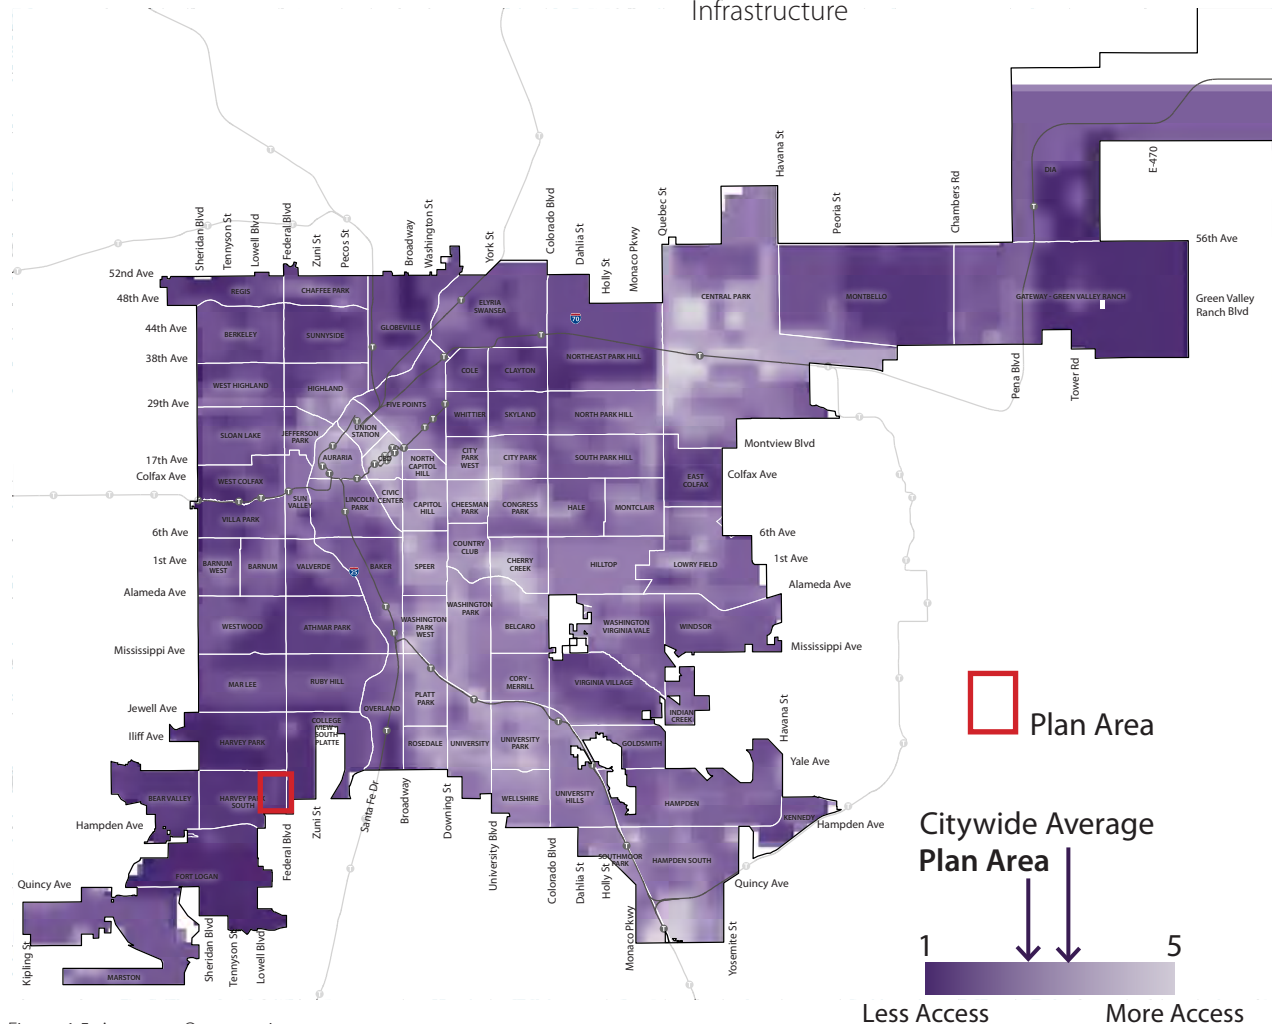 Infrastructure
Havana St
E-470
DIA
Chambers Rd
Peoria St
Quebec St
Sheridan Blvd
Tennyson St
Lowell Blvd
Federal Blvd
Zuni St
Pecos St
Broadway
Washington St
York St
Colorado Blvd
Dahlia St
Holly St
Monaco Pkwy
56th Ave
52nd Ave
48th Ave
44th Ave
38th Ave
29th Ave
17th Ave
Colfax Ave
6th Ave
1st Ave
Alameda Ave
Mississippi Ave
Jewell Ave
Iliff Ave
Hampden Ave
Quincy Ave
REGIS
CHAFFEE PARK
ELYRIA
SWANSEA
70
CENTRAL PARK
MONTBELLO
GATEWAY - GREEN VALLEY RANCH
Green Valley
Ranch Blvd
BERKELEY
SUNNYSIDE
GLOBEVILLE
NORTHEAST PARK HILL
COLE
CLAYTON
Pena Blvd
Tower Rd
WEST HIGHLAND
HIGHLAND
FIVE POINTS
WHITTIER
SKYLAND
NORTH PARK HILL
SLOAN LAKE
JEFFERSON
PARK
UNION
STATION
AURARIA
CBD
NORTH
CAPITOL
HILL
CITY
PARK
WEST
CITY PARK
SOUTH PARK HILL
Montview Blvd
Colfax Ave
EAST
COLFAX
WEST COLFAX
SUN
VALLEY
LINCOLN
PARK
CIVIC
CENTER
CAPITOL
HILL
CHEESMAN
PARK
CONGRESS
PARK
HALE
MONTCLAIR
VILLA PARK
6th Ave
1st Ave
Alameda Ave
BARNUM
WEST
BARNUM
VALVERDE
25
BAKER
SPEER
COUNTRY
CLUB
CHERRY
CREEK
HILLTOP
LOWRY FIELD
WESTWOOD
ATHMAR PARK
WASHINGTON
PARK
WEST
WASHINGTON
PARK
BELCARO
WASHINGTON
VIRGINIA VALE
WINDSOR
Mississippi Ave
MAR LEE
RUBY HILL
PLATT
PARK
CORY -
MERRILL
VIRGINIA VILLAGE
INDIAN
CREEK
Havana St
Plan Area
COLLEGE
VIEW
SOUTH
PLATTE
OVERLAND
HARVEY PARK
ROSEDALE
UNIVERSITY
UNIVERSITY
PARK
GOLDSMITH
Yale Ave
BEAR VALLEY
HARVEY PARK
SOUTH
Zuni St
Santa Fe Dr
Broadway
Downing St
WELLSHIRE
UNIVERSITY
HILLS
HAMPDEN
KENNEDY
Hampden Ave
Federal Blvd
University Blvd
Colorado Blvd
Dahlia St
Holly St
SOUTHMOOR
PARK
HAMPDEN SOUTH
Quincy Ave
FORT LOGAN
Kipling St
Sheridan Blvd
Tennyson St
Lowell Blvd
MARSTON
Monaco Pkwy
Yosemite St
Citywide Average
Plan Area
1
5
Less Access
More Access